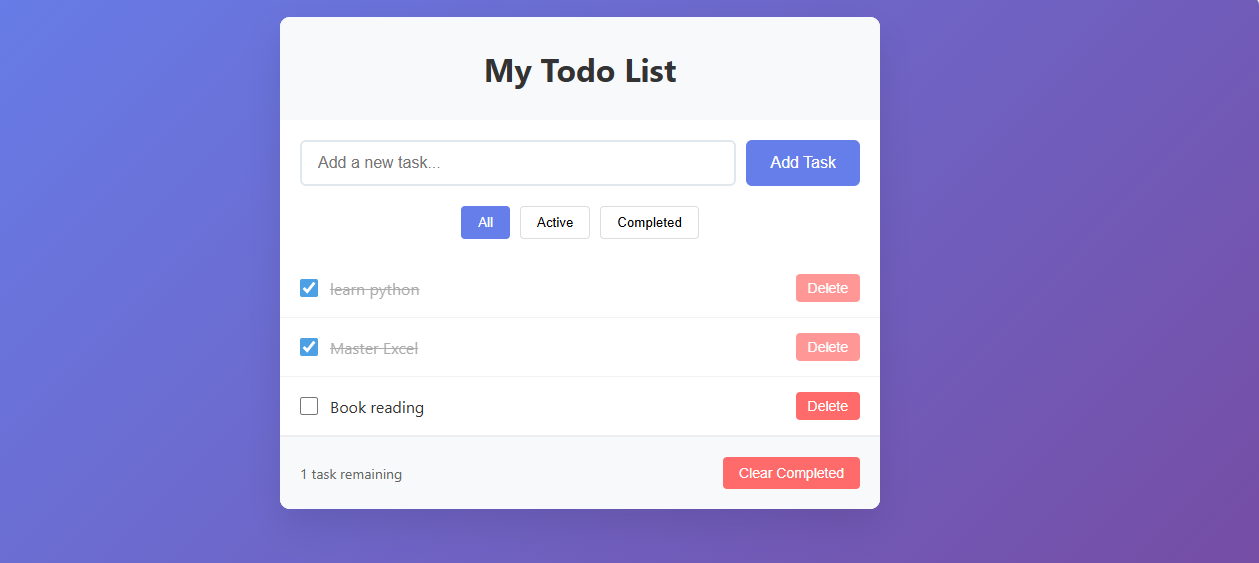 My Todo List
Add a new task...
Add Task
All
Active
Completed
learn python
Delete
Master Excel
Delete
Book reading
Delete
1 task remaining
Clear Completed